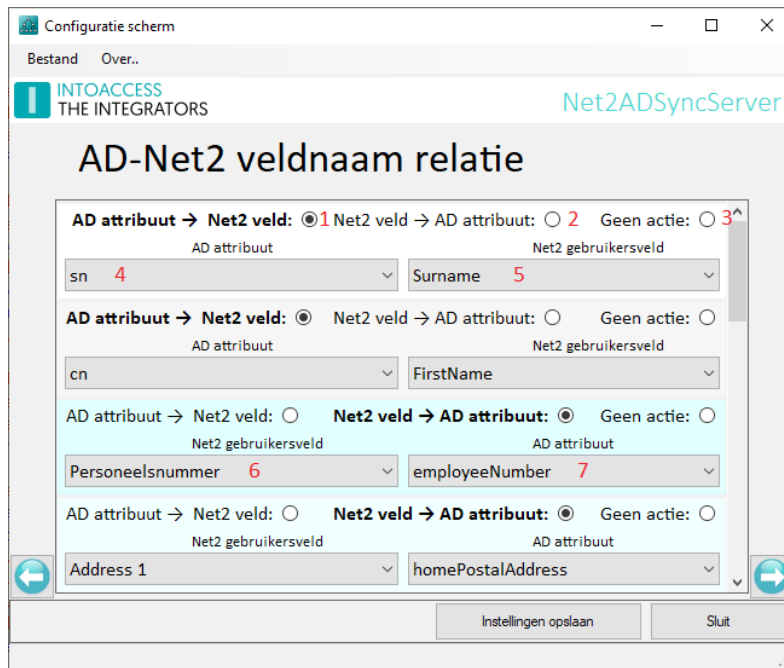 Configuratie scherm
Bestand Over..
INTOACCESS
THE INTEGRATORS
Net2ADSyncServer
AD-Net2 veldnaam relatie
AD attribuut → Net2 veld: 1 Net2 veld → AD attribuut: 2 Geen actie: 3
AD attribuut Net2 gebruikersveld
sn 4 Surname 5
AD attribuut → Net2 veld: Net2 veld → AD attribuut: Geen actie:
AD attribuut Net2 gebruikersveld
cn FirstName
AD attribuut → Net2 veld: Net2 veld → AD attribuut: Geen actie:
Net2 gebruikersveld AD attribuut
Personeelsnummer 6 employeeNumber 7
AD attribuut → Net2 veld: Net2 veld → AD attribuut: Geen actie:
Net2 gebruikersveld AD attribuut
Address 1 homePostalAddress
Instellingen opslaan Sluit